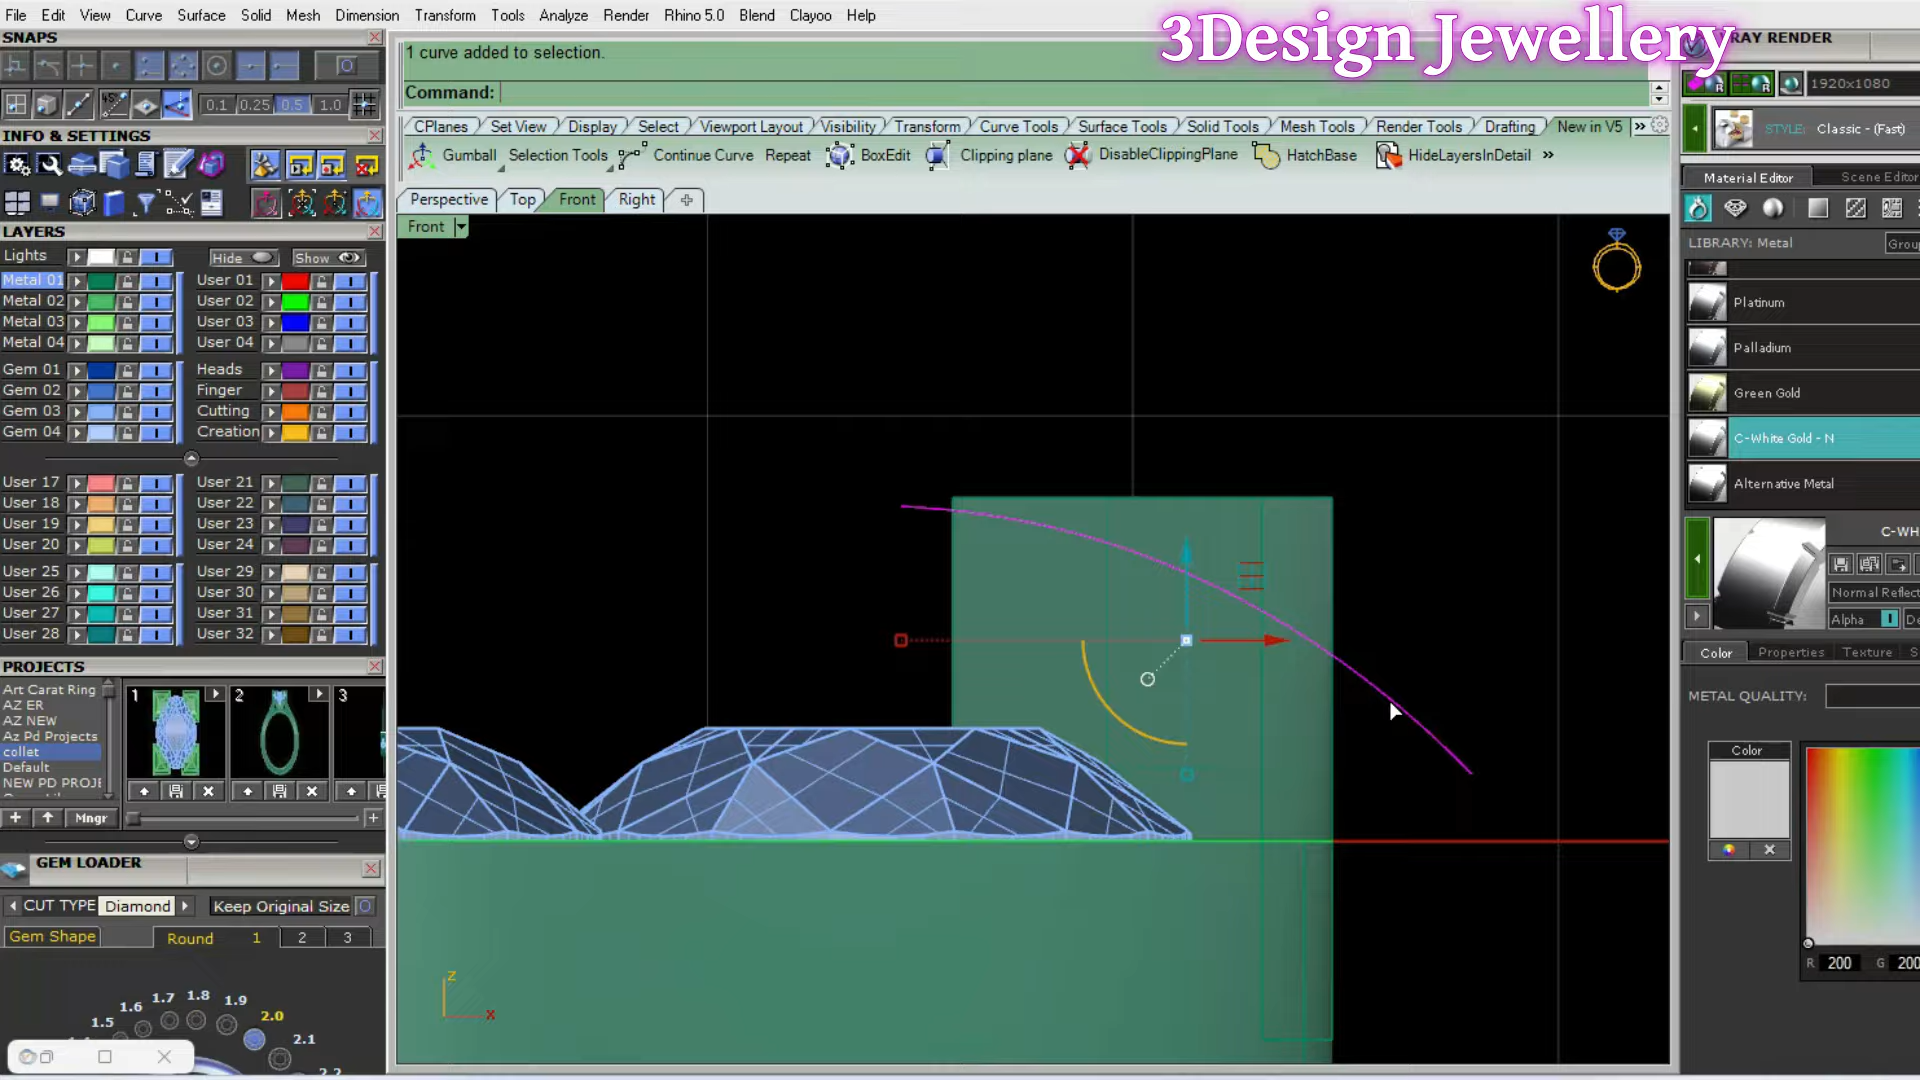 File Edit View Curve Surface Solid Mesh Dimension Transform Tools Analyze Render Rhino 5.0 Blend Clayoo Help
3Design Jewellery
SNAPS
0.1 0.25 0.5 1.0
INFO & SETTINGS
LAYERS
Lights Hide Show
Metal 01 User 01
Metal 02 User 02
Metal 03 User 03
Metal 04 User 04
Gem 01 Heads
Gem 02 Finger
Gem 03 Cutting
Gem 04 Creation
User 17 User 21
User 18 User 22
User 19 User 23
User 20 User 24
User 25 User 29
User 26 User 30
User 27 User 31
User 28 User 32
PROJECTS
Art Carat Ring
AZ ER
AZ NEW
Az Pd Projects
collet
Default
NEW PD PROJE
1 2 3
Mngr
GEM LOADER
CUT TYPE Diamond Keep Original Size
Gem Shape Round 1 2 3
1.5 1.6 1.7 1.8 1.9 2.0 2.1
1 curve added to selection.
Command:
CPlanes Set View Display Select Viewport Layout Visibility Transform Curve Tools Surface Tools Solid Tools Mesh Tools Render Tools Drafting New in V5 »
Gumball Selection Tools Continue Curve Repeat BoxEdit Clipping plane DisableClippingPlane HatchBase HideLayersInDetail »
Perspective Top Front Right
Front
z
x
RAY RENDER
1920x1080
STYLE: Classic - (Fast)
Material Editor Scene Editor
LIBRARY: Metal Grou
Platinum
Palladium
Green Gold
C-White Gold - N
Alternative Metal
C-WH
Normal Reflect
Alpha De
Color Properties Texture S
METAL QUALITY:
Color
R 200 G 200